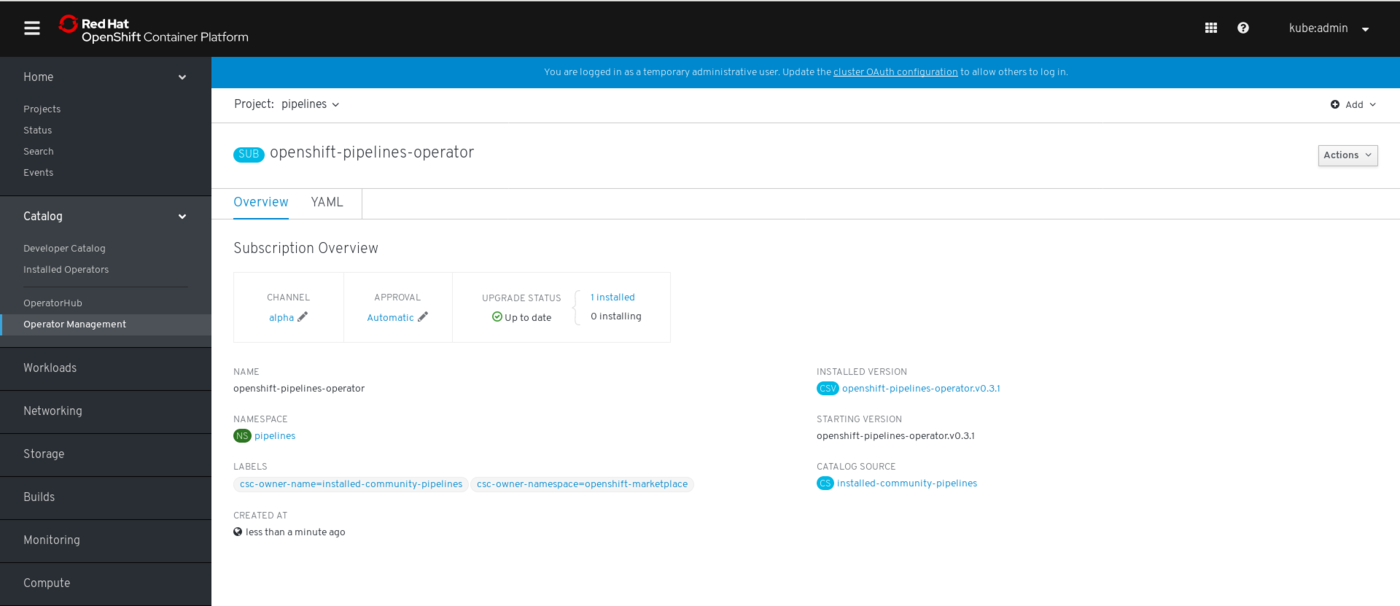 Red Hat
OpenShift Container Platform
kube:admin
Home
Projects
Status
Search
Events
Catalog
Developer Catalog
Installed Operators
OperatorHub
Operator Management
Workloads
Networking
Storage
Builds
Monitoring
Compute
You are logged in as a temporary administrative user. Update the cluster OAuth configuration to allow others to log in.
Project: pipelines
Add
SUB openshift-pipelines-operator
Actions
Overview YAML
Subscription Overview
CHANNEL
alpha
APPROVAL
Automatic
UPGRADE STATUS
Up to date
1 installed
0 installing
NAME
openshift-pipelines-operator
NAMESPACE
NS pipelines
LABELS
csc-owner-name=installed-community-pipelines csc-owner-namespace=openshift-marketplace
CREATED AT
less than a minute ago
INSTALLED VERSION
CSV openshift-pipelines-operator.v0.3.1
STARTING VERSION
openshift-pipelines-operator.v0.3.1
CATALOG SOURCE
CS installed-community-pipelines